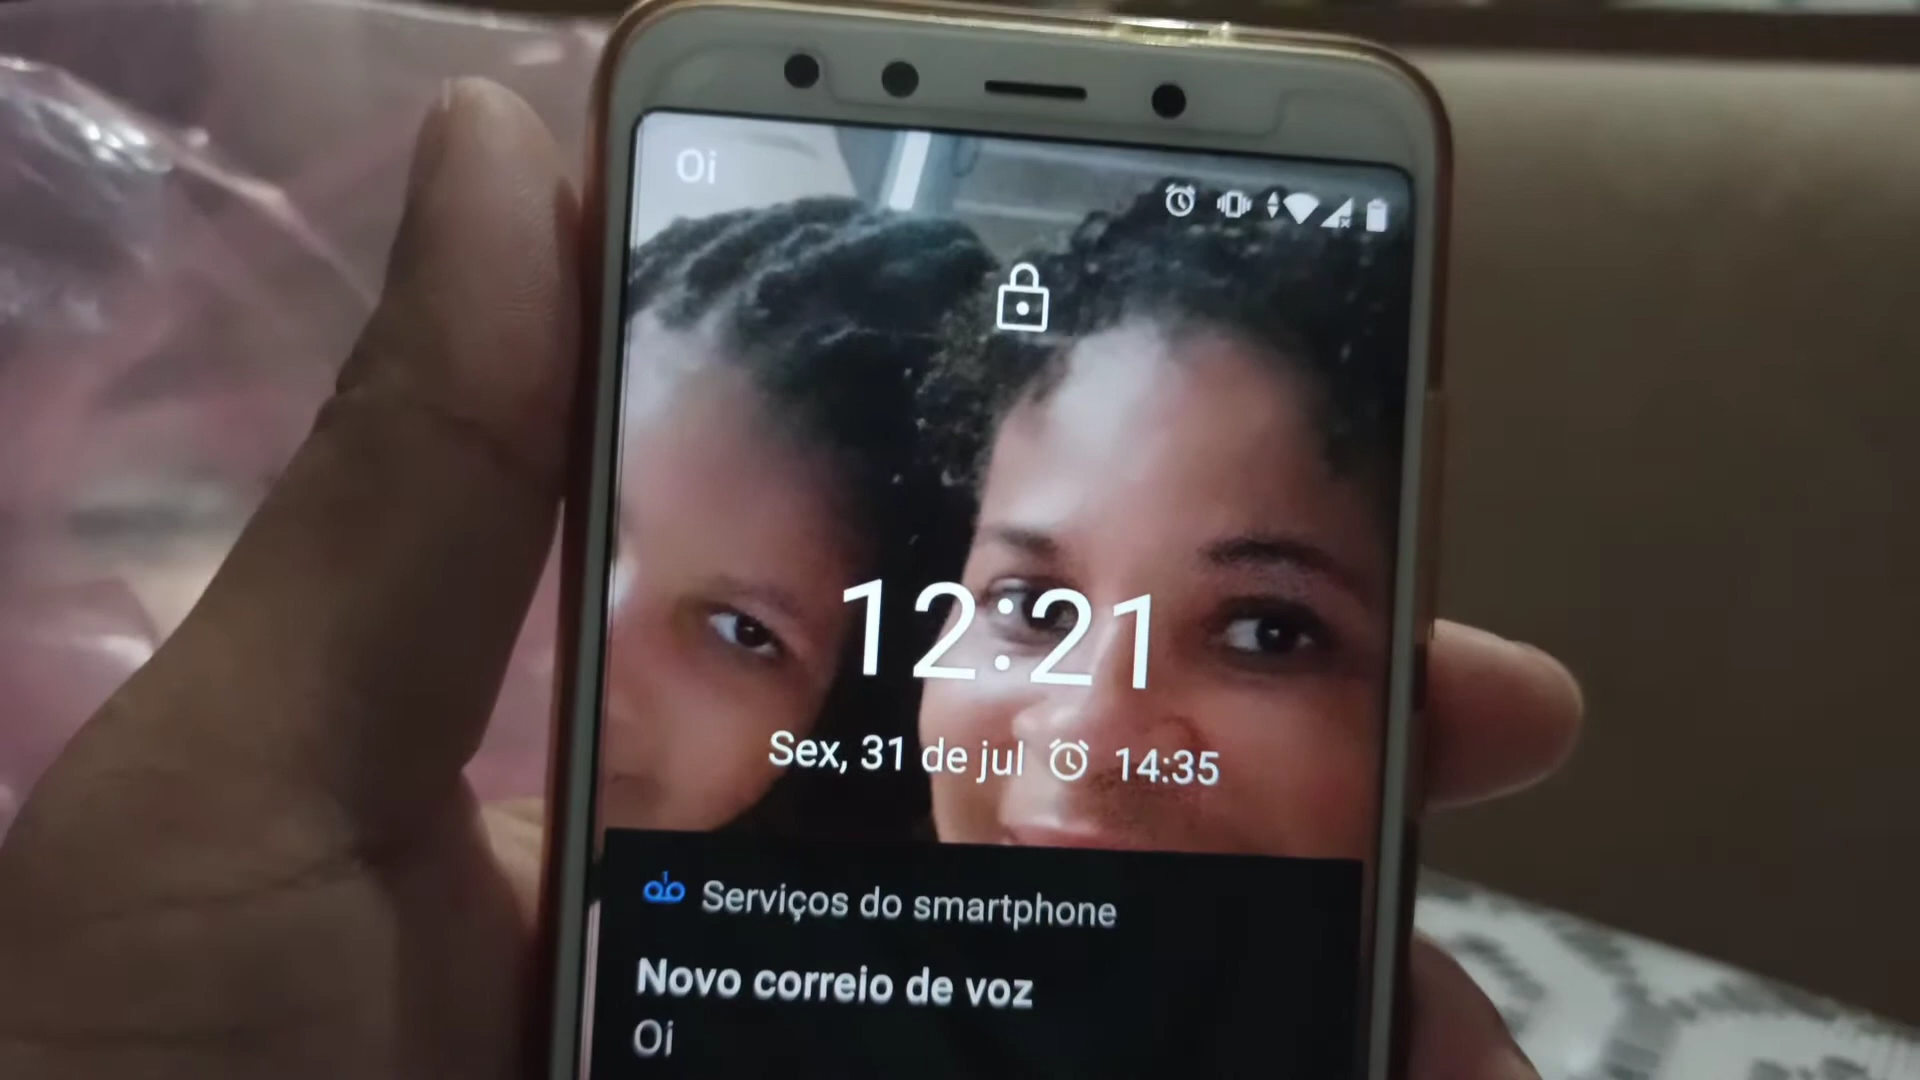 Oi
12:21
Sex, 31 de jul 14:35
Serviços do smartphone
Novo correio de voz
Oi